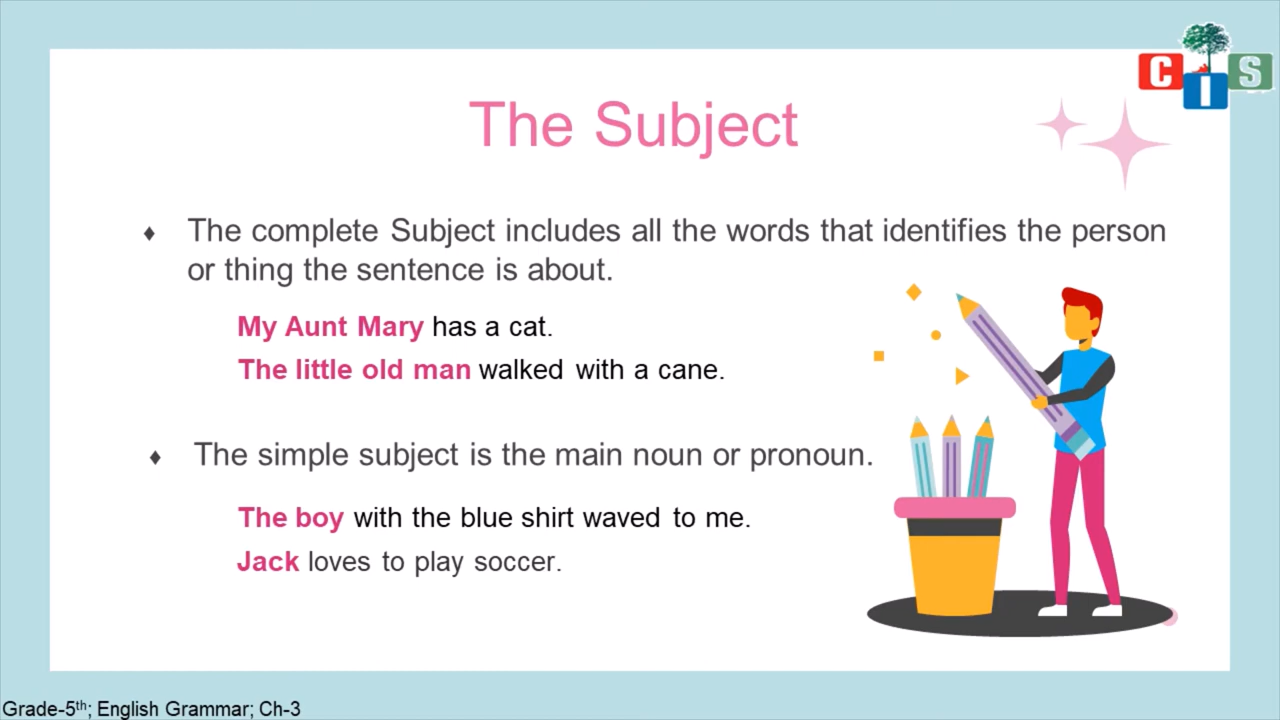 C I S
The Subject
♦ The complete Subject includes all the words that identifies the person
or thing the sentence is about.
My Aunt Mary has a cat.
The little old man walked with a cane.
♦ The simple subject is the main noun or pronoun.
The boy with the blue shirt waved to me.
Jack loves to play soccer.
Grade-5th; English Grammar; Ch-3